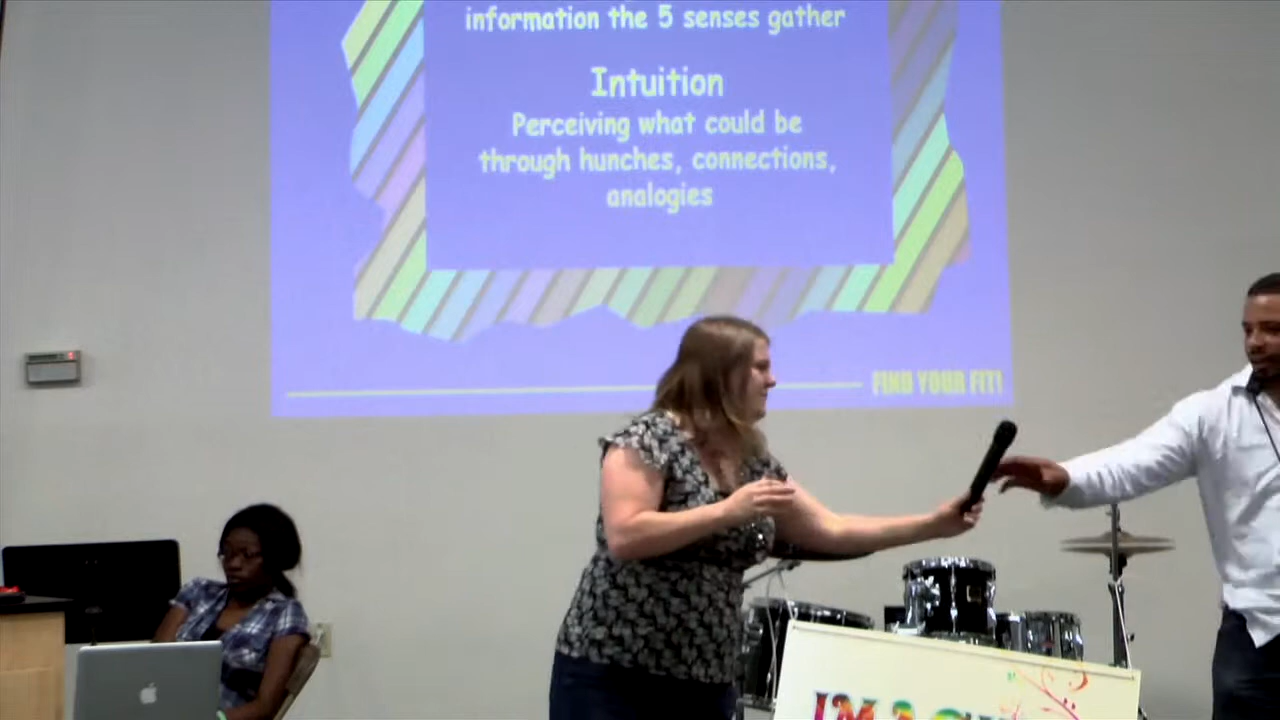 information the 5 senses gather
Intuition
Perceiving what could be
through hunches, connections,
analogies
FIND YOUR FIT!